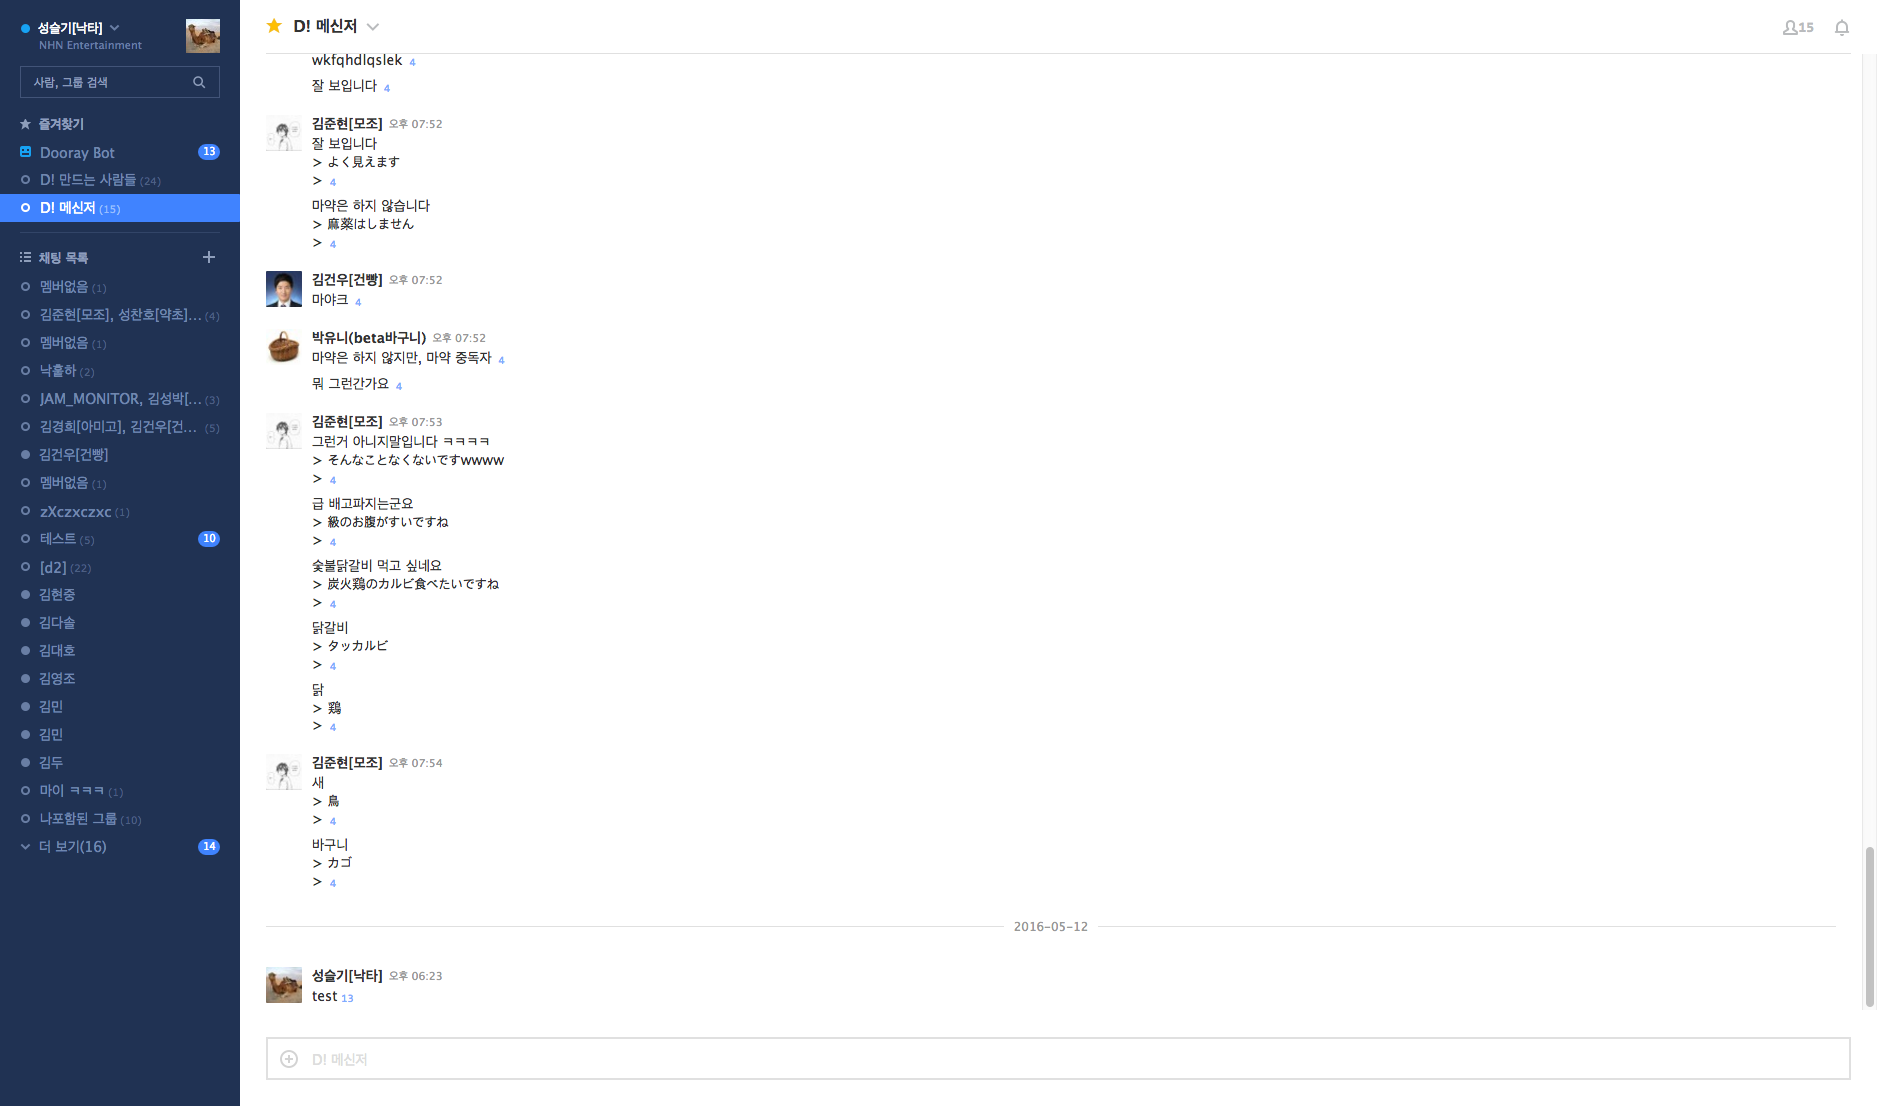 성슬기[낙타]
NHN Entertainment
사람, 그룹 검색
즐겨찾기
Dooray Bot 13
D! 만드는 사람들 (24)
D! 메신저 (15)
채팅 목록
멤버없음 (1)
김준현[모조], 성찬호[약초]... (4)
멤버없음 (1)
낙홀하 (2)
JAM_MONITOR, 김성박[... (3)
김경희[아미고], 김건우[건... (5)
김건우[건빵]
멤버없음 (1)
zXczxczxc (1)
테스트 (5) 10
[d2] (22)
김현중
김다솔
김대호
김영조
김민
김민
김두
마이 ㅋㅋㅋ (1)
나포함된 그룹 (10)
더 보기(16) 14
D! 메신저
15
wkfqhdlqslek 4
잘 보입니다 4
김준현[모조] 오후 07:52
잘 보입니다
> よく見えます
> 4
마약은 하지 않습니다
> 麻薬はしません
> 4
김건우[건빵] 오후 07:52
마야크 4
박유니(beta바구니) 오후 07:52
마약은 하지 않지만, 마약 중독자 4
뭐 그런간가요 4
김준현[모조] 오후 07:53
그런거 아니지말입니다 ㅋㅋㅋㅋ
> そんなことなくないですwwww
> 4
급 배고파지는군요
> 級のお腹がすいですね
> 4
숯불닭갈비 먹고 싶네요
> 炭火鶏のカルビ食べたいですね
> 4
닭갈비
> タッカルビ
> 4
닭
> 鶏
> 4
김준현[모조] 오후 07:54
새
> 鳥
> 4
바구니
> カゴ
> 4
2016-05-12
성슬기[낙타] 오후 06:23
test 13
D! 메신저